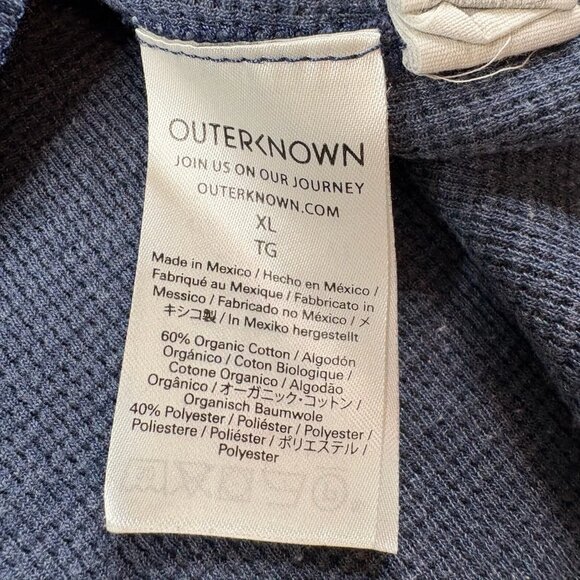 OUTERKNOWN
JOIN US ON OUR JOURNEY
OUTERKNOWN.COM
XL
TG
Made in Mexico / Hecho en México /
Fabriqué au Mexique / Fabbricato in
Messico / Fabricado no México / メ
キシコ製 / In Mexiko hergestellt
60% Organic Cotton / Algodón
Orgánico / Coton Biologique /
Cotone Organico / Algodão
Orgânico / オーガニック・コットン /
Organisch Baumwole
40% Polyester / Poliéster / Polyester /
Poliestere / Poliéster / ポリエステル /
Polyester